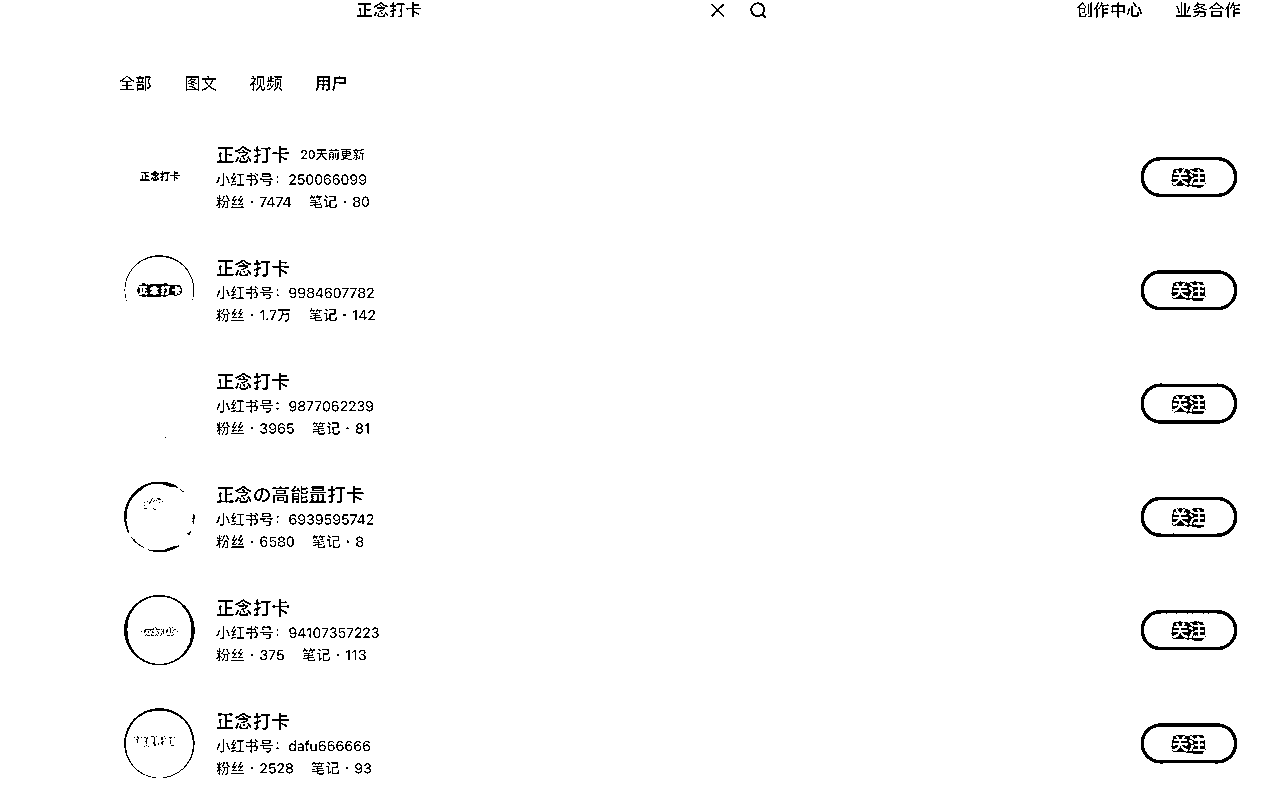 正念打卡
创作中心 业务合作
全部 图文 视频 用户
正念打卡 20天前更新
正念打卡
小红书号：250066099
粉丝・7474 笔记・80
关注
正念打卡
正念打卡
小红书号：9984607782
粉丝・1.7万 笔记・142
关注
正念打卡
小红书号：9877062239
粉丝・3965 笔记・81
关注
正念の高能量打卡
小红书号：6939595742
粉丝・6580 笔记・8
关注
正念打卡
小红书号：94107357223
粉丝・375 笔记・113
关注
正念打卡
小红书号：dafu666666
粉丝・2528 笔记・93
关注